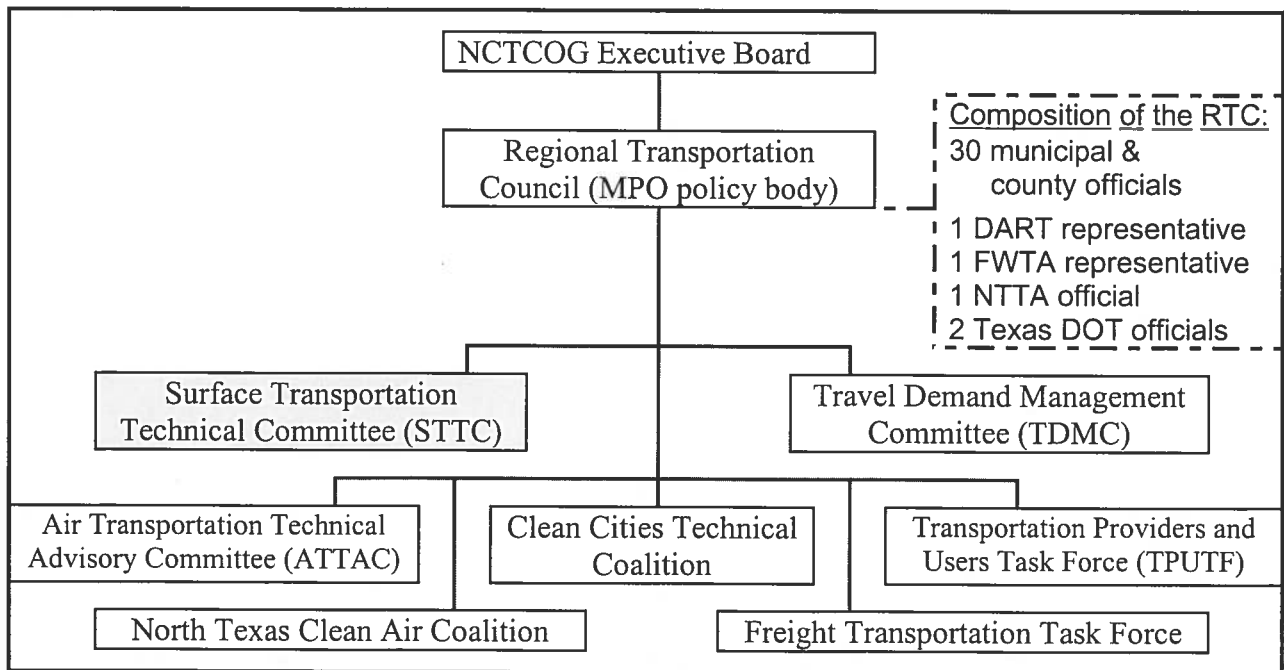 NCTCOG Executive Board
Regional Transportation
Council (MPO policy body)
Composition of the RTC:
30 municipal &
county officials
1 DART representative
1 FWTA representative
1 NTTA official
2 Texas DOT officials
Surface Transportation
Technical Committee (STTC)
Travel Demand Management
Committee (TDMC)
Air Transportation Technical
Advisory Committee (ATTAC)
Clean Cities Technical
Coalition
Transportation Providers and
Users Task Force (TPUTF)
North Texas Clean Air Coalition
Freight Transportation Task Force